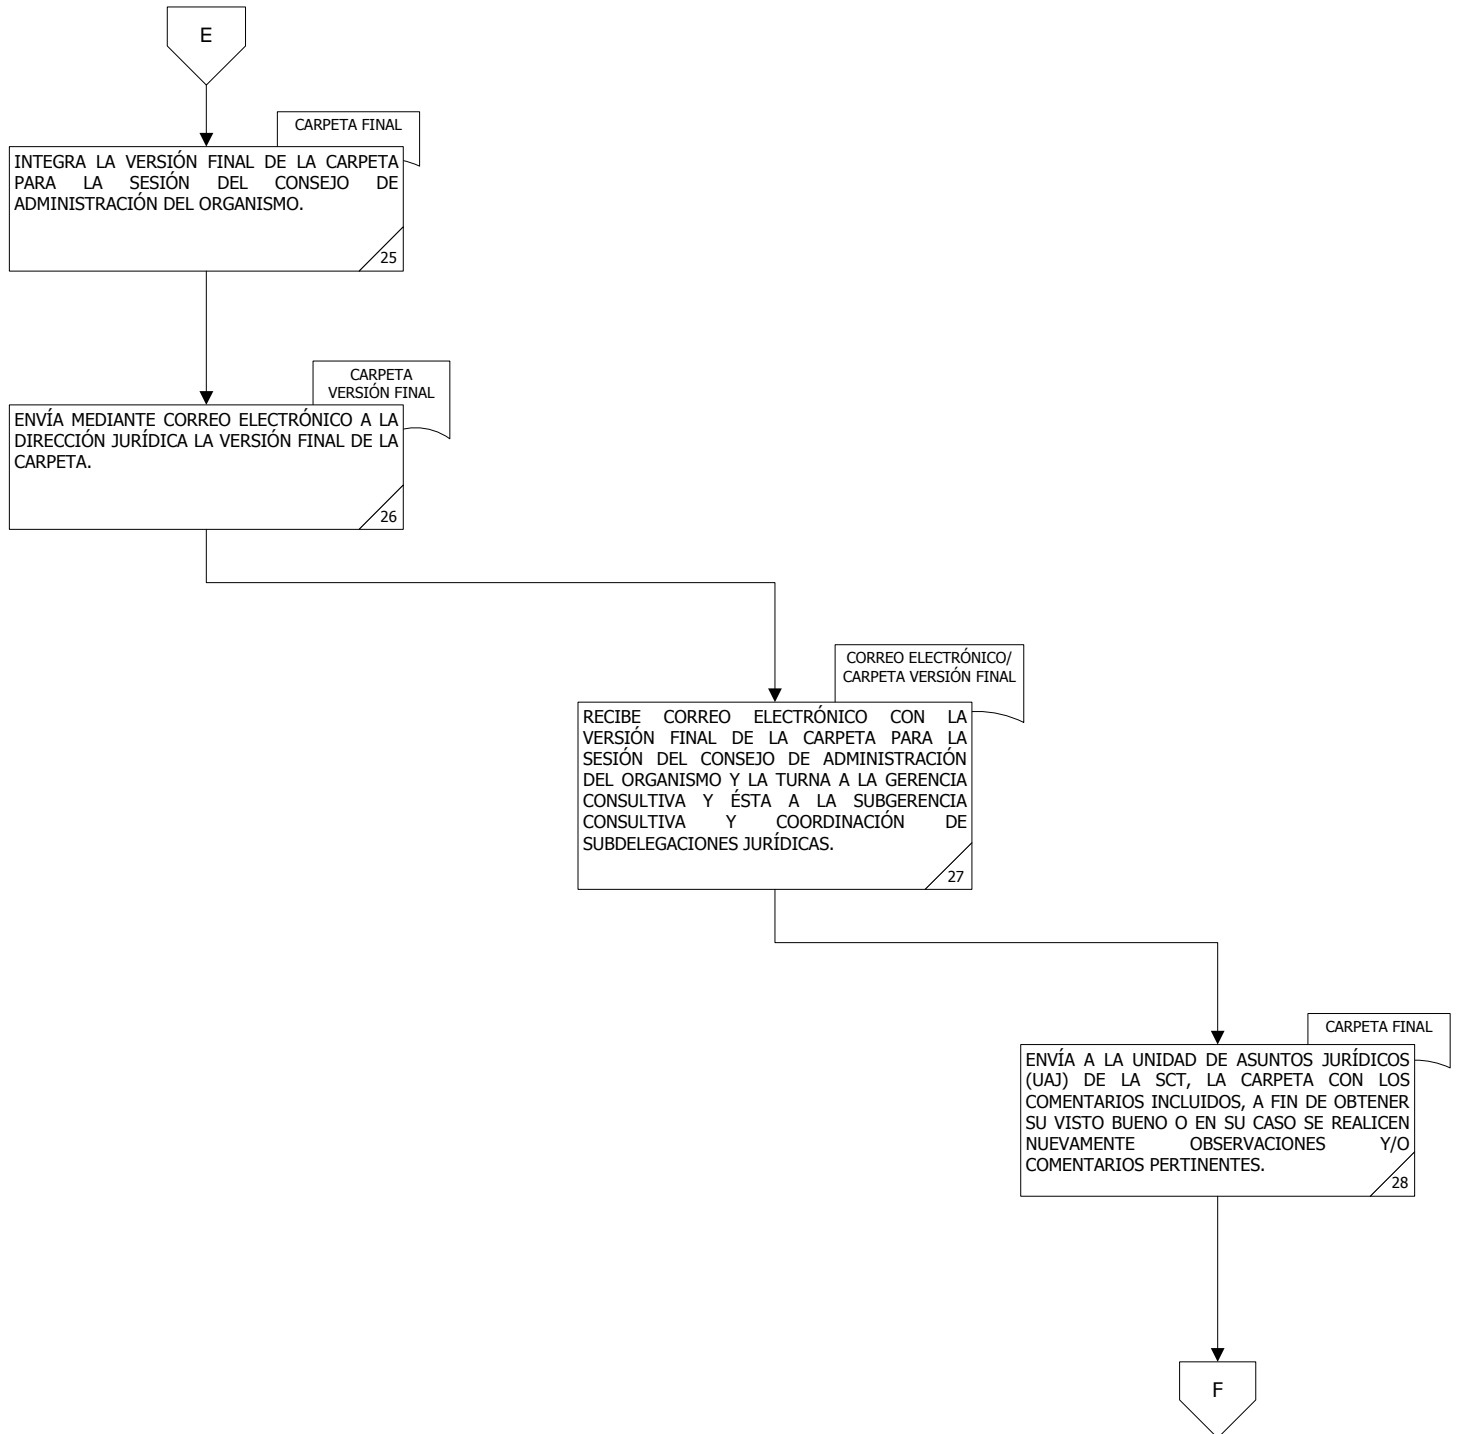 E
CARPETA FINAL
INTEGRA LA VERSIÓN FINAL DE LA CARPETA
PARA LA SESIÓN DEL CONSEJO DE
ADMINISTRACIÓN DEL ORGANISMO.
25
CARPETA
VERSIÓN FINAL
ENVÍA MEDIANTE CORREO ELECTRÓNICO A LA
DIRECCIÓN JURÍDICA LA VERSIÓN FINAL DE LA
CARPETA.
26
CORREO ELECTRÓNICO/
CARPETA VERSIÓN FINAL
RECIBE CORREO ELECTRÓNICO CON LA
VERSIÓN FINAL DE LA CARPETA PARA LA
SESIÓN DEL CONSEJO DE ADMINISTRACIÓN
DEL ORGANISMO Y LA TURNA A LA GERENCIA
CONSULTIVA Y ÉSTA A LA SUBGERENCIA
CONSULTIVA Y COORDINACIÓN DE
SUBDELEGACIONES JURÍDICAS.
27
CARPETA FINAL
ENVÍA A LA UNIDAD DE ASUNTOS JURÍDICOS
(UAJ) DE LA SCT, LA CARPETA CON LOS
COMENTARIOS INCLUIDOS, A FIN DE OBTENER
SU VISTO BUENO O EN SU CASO SE REALICEN
NUEVAMENTE OBSERVACIONES Y/O
COMENTARIOS PERTINENTES.
28
F